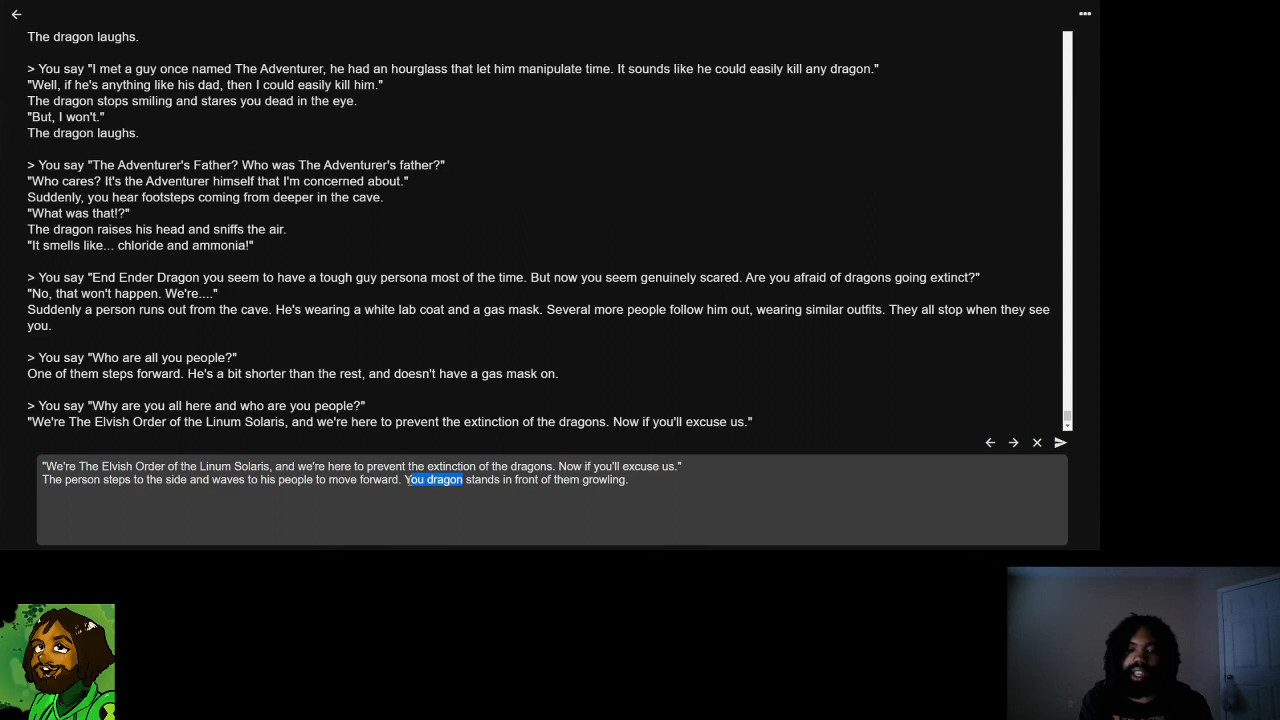 The dragon laughs.
> You say "I met a guy once named The Adventurer, he had an hourglass that let him manipulate time. It sounds like he could easily kill any dragon."
"Well, if he's anything like his dad, then I could easily kill him."
The dragon stops smiling and stares you dead in the eye.
"But, I won't."
The dragon laughs.
> You say "The Adventurer's Father? Who was The Adventurer's father?"
"Who cares? It's the Adventurer himself that I'm concerned about."
Suddenly, you hear footsteps coming from deeper in the cave.
"What was that!?"
The dragon raises his head and sniffs the air.
"It smells like... chloride and ammonia!"
> You say "End Ender Dragon you seem to have a tough guy persona most of the time. But now you seem genuinely scared. Are you afraid of dragons going extinct?"
"No, that won't happen. We're...."
Suddenly a person runs out from the cave. He's wearing a white lab coat and a gas mask. Several more people follow him out, wearing similar outfits. They all stop when they see
you.
> You say "Who are all you people?"
One of them steps forward. He's a bit shorter than the rest, and doesn't have a gas mask on.
> You say "Why are you all here and who are you people?"
"We're The Elvish Order of the Linum Solaris, and we're here to prevent the extinction of the dragons. Now if you'll excuse us."
"We're The Elvish Order of the Linum Solaris, and we're here to prevent the extinction of the dragons. Now if you'll excuse us."
The person steps to the side and waves to his people to move forward. You dragon stands in front of them growling.